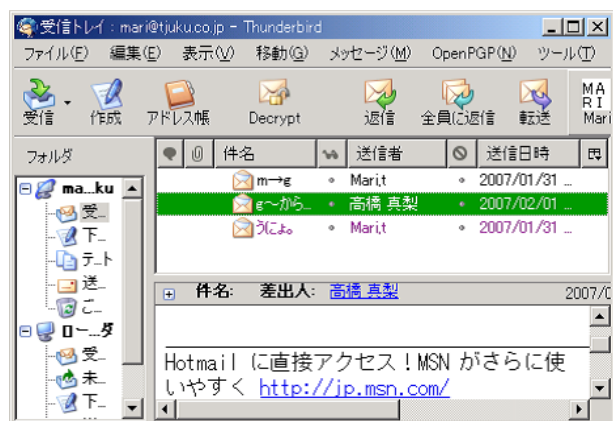 受信トレイ : mari@tjuku.co.jp - Thunderbird
ファイル(F) 編集(E) 表示(V) 移動(G) メッセージ(M) OpenPGP(N) ツール(T)
受信 作成 アドレス帳 Decrypt 返信 全員に返信 転送 Mari
MA
RI
フォルダ
件名 送信者 送信日時
ma...ku
受...
下...
テ...ト
送...
ご...
ロー...ダ
受...
未...
下...
m→g Mari,t 2007/01/31 ...
g～から... 高橋 真梨 2007/02/01 ...
うにょ。 Mari,t 2007/01/31 ...
件名: 差出人: 高橋 真梨 2007/0
Hotmail に直接アクセス！MSN がさらに使
いやすく http://jp.msn.com/